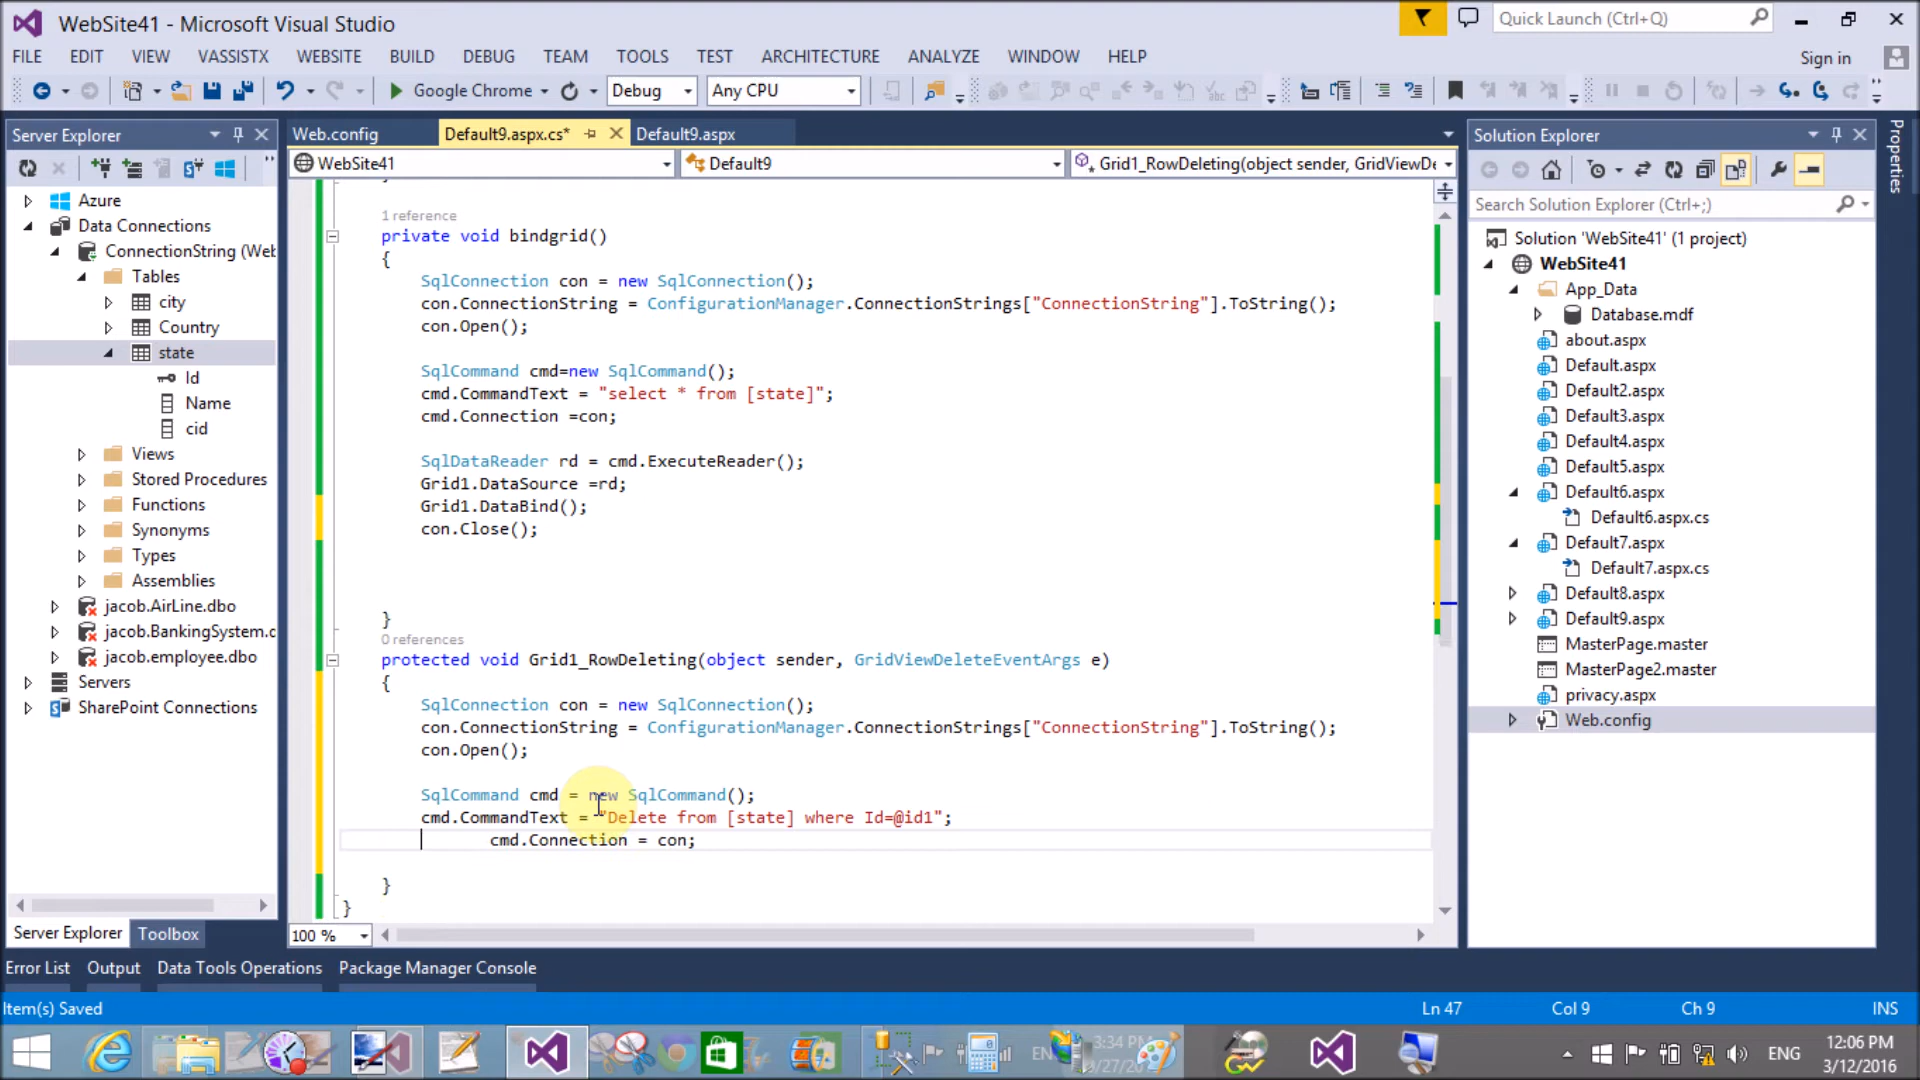 WebSite41 - Microsoft Visual Studio
Quick Launch (Ctrl+Q)
FILE EDIT VIEW VASSISTX WEBSITE BUILD DEBUG TEAM TOOLS TEST ARCHITECTURE ANALYZE WINDOW HELP
Sign in
Google Chrome Debug Any CPU
Server Explorer
Azure
Data Connections
ConnectionString (Wet
Tables
city
Country
state
Id
Name
cid
Views
Stored Procedures
Functions
Synonyms
Types
Assemblies
jacob.AirLine.dbo
jacob.BankingSystem.c
jacob.employee.dbo
Servers
SharePoint Connections
Server Explorer Toolbox
Web.config Default9.aspx.cs* Default9.aspx
WebSite41 Default9 Grid1_RowDeleting(object sender, GridViewDe
1 reference
private void bindgrid()
{
SqlConnection con = new SqlConnection();
con.ConnectionString = ConfigurationManager.ConnectionStrings["ConnectionString"].ToString();
con.Open();
SqlCommand cmd=new SqlCommand();
cmd.CommandText = "select * from [state]";
cmd.Connection =con;
SqlDataReader rd = cmd.ExecuteReader();
Grid1.DataSource =rd;
Grid1.DataBind();
con.Close();
}
0 references
protected void Grid1_RowDeleting(object sender, GridViewDeleteEventArgs e)
{
SqlConnection con = new SqlConnection();
con.ConnectionString = ConfigurationManager.ConnectionStrings["ConnectionString"].ToString();
con.Open();
SqlCommand cmd = new SqlCommand();
cmd.CommandText = "Delete from [state] where Id=@id1";
cmd.Connection = con;
}
}
100 %
Solution Explorer
Search Solution Explorer (Ctrl+;)
Solution 'WebSite41' (1 project)
WebSite41
App_Data
Database.mdf
about.aspx
Default.aspx
Default2.aspx
Default3.aspx
Default4.aspx
Default5.aspx
Default6.aspx
Default6.aspx.cs
Default7.aspx
Default7.aspx.cs
Default8.aspx
Default9.aspx
MasterPage.master
MasterPage2.master
privacy.aspx
Web.config
Properties
Error List Output Data Tools Operations Package Manager Console
Item(s) Saved Ln 47 Col 9 Ch 9 INS
EN 3:34 PM
ENG 12:06 PM
3/12/2016